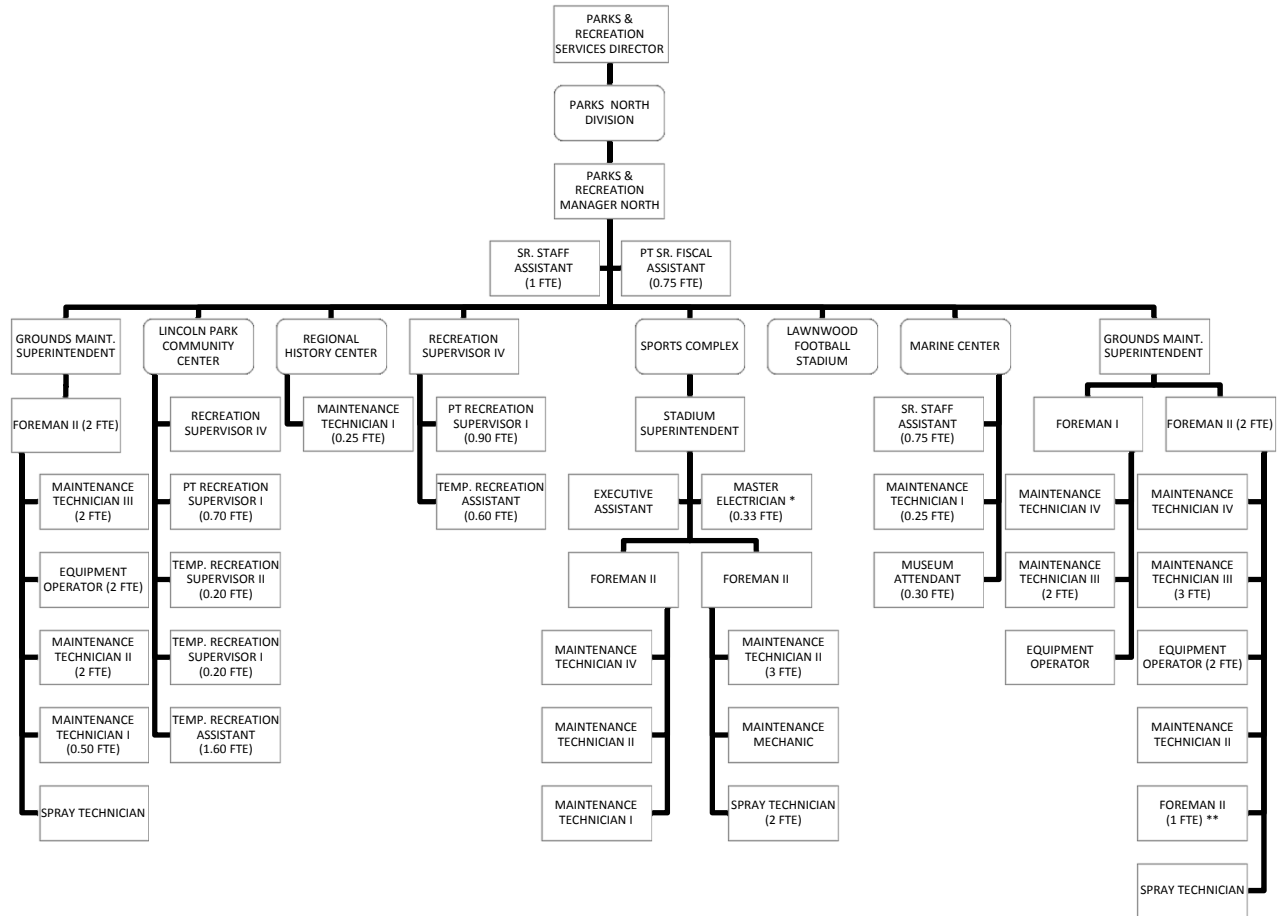 PARKS &
RECREATION
SERVICES DIRECTOR
PARKS NORTH
DIVISION
PARKS &
RECREATION
MANAGER NORTH
SR. STAFF
ASSISTANT
(1 FTE)
PT SR. FISCAL
ASSISTANT
(0.75 FTE)
GROUNDS MAINT.
SUPERINTENDENT
LINCOLN PARK
COMMUNITY
CENTER
REGIONAL
HISTORY CENTER
RECREATION
SUPERVISOR IV
SPORTS COMPLEX
LAWNWOOD
FOOTBALL
STADIUM
MARINE CENTER
GROUNDS MAINT.
SUPERINTENDENT
FOREMAN II (2 FTE)
RECREATION
SUPERVISOR IV
MAINTENANCE
TECHNICIAN I
(0.25 FTE)
PT RECREATION
SUPERVISOR I
(0.90 FTE)
STADIUM
SUPERINTENDENT
SR. STAFF
ASSISTANT
(0.75 FTE)
FOREMAN I
FOREMAN II (2 FTE)
MAINTENANCE
TECHNICIAN III
(2 FTE)
PT RECREATION
SUPERVISOR I
(0.70 FTE)
TEMP. RECREATION
ASSISTANT
(0.60 FTE)
EXECUTIVE
ASSISTANT
MASTER
ELECTRICIAN *
(0.33 FTE)
MAINTENANCE
TECHNICIAN I
(0.25 FTE)
MAINTENANCE
TECHNICIAN IV
MAINTENANCE
TECHNICIAN IV
EQUIPMENT
OPERATOR (2 FTE)
TEMP. RECREATION
SUPERVISOR II
(0.20 FTE)
FOREMAN II
FOREMAN II
MUSEUM
ATTENDANT
(0.30 FTE)
MAINTENANCE
TECHNICIAN III
(2 FTE)
MAINTENANCE
TECHNICIAN III
(3 FTE)
MAINTENANCE
TECHNICIAN II
(2 FTE)
TEMP. RECREATION
SUPERVISOR I
(0.20 FTE)
MAINTENANCE
TECHNICIAN IV
MAINTENANCE
TECHNICIAN II
(3 FTE)
EQUIPMENT
OPERATOR
EQUIPMENT
OPERATOR (2 FTE)
MAINTENANCE
TECHNICIAN I
(0.50 FTE)
TEMP. RECREATION
ASSISTANT
(1.60 FTE)
MAINTENANCE
TECHNICIAN II
MAINTENANCE
MECHANIC
MAINTENANCE
TECHNICIAN II
SPRAY TECHNICIAN
MAINTENANCE
TECHNICIAN I
SPRAY TECHNICIAN
(2 FTE)
FOREMAN II
(1 FTE) **
SPRAY TECHNICIAN